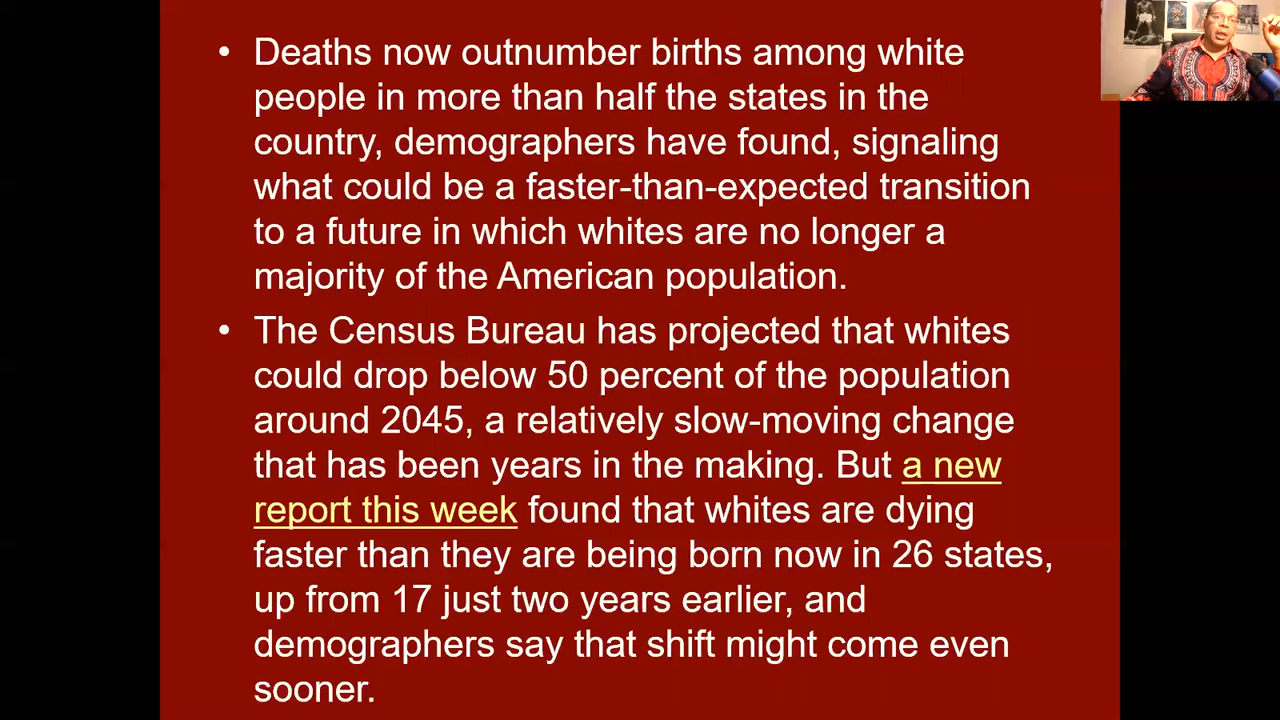 • Deaths now outnumber births among white
people in more than half the states in the
country, demographers have found, signaling
what could be a faster-than-expected transition
to a future in which whites are no longer a
majority of the American population.
• The Census Bureau has projected that whites
could drop below 50 percent of the population
around 2045, a relatively slow-moving change
that has been years in the making. But a new
report this week found that whites are dying
faster than they are being born now in 26 states,
up from 17 just two years earlier, and
demographers say that shift might come even
sooner.